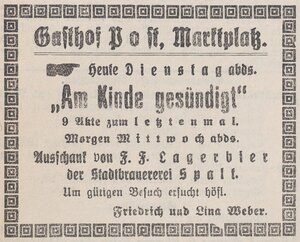 Gasthof Post, Marktplatz.
Heute Dienstag abds.
„Am Kinde gesündigt“
9 Akte zum letztenmal.
Morgen Mittwoch abds.
Ausschank von F. F. Lagerbier
der Stadtbrauererei Spalt.
Um gütigen Besuch ersucht höfl.
Friedrich und Lina Weber.